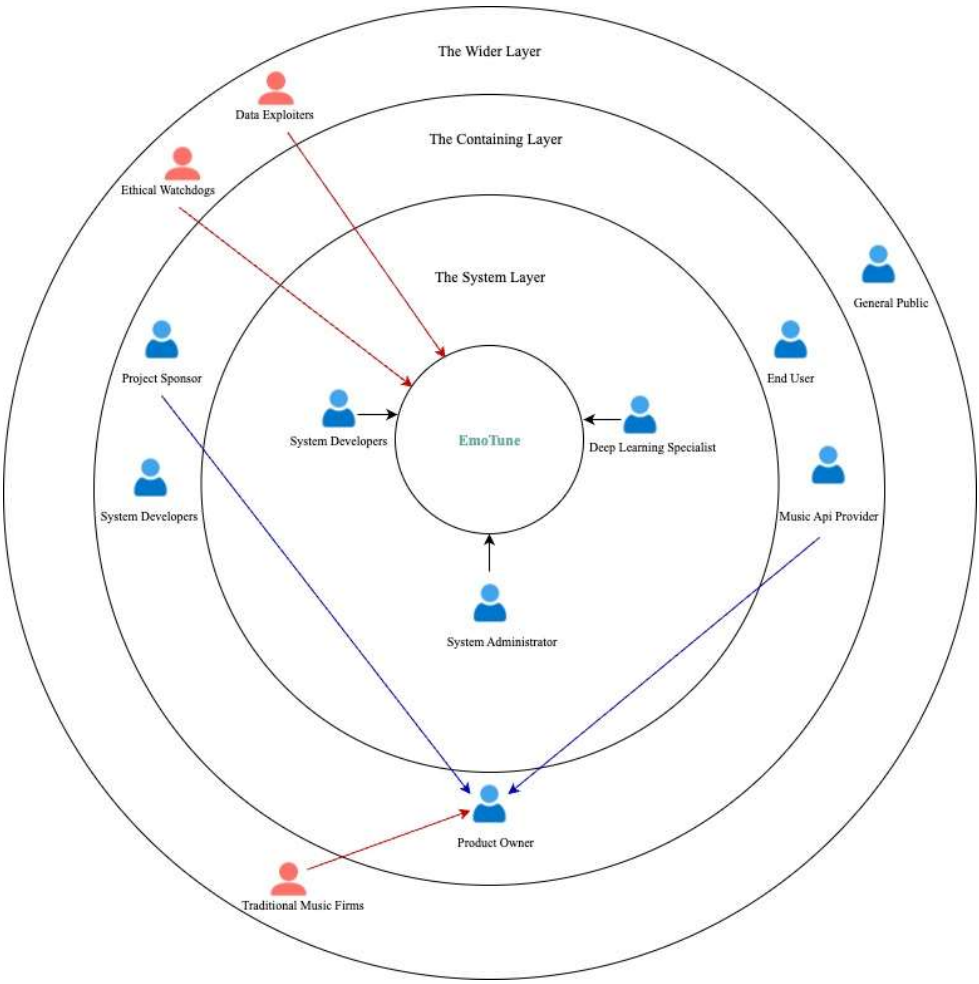 The Wider Layer
Data Exploiters
The Containing Layer
Ethical Watchdogs
The System Layer
General Public
Project Sponsor
End User
System Developers
EmoTune
Deep Learning Specialist
System Developers
Music Api Provider
System Administrator
Product Owner
Traditional Music Firms